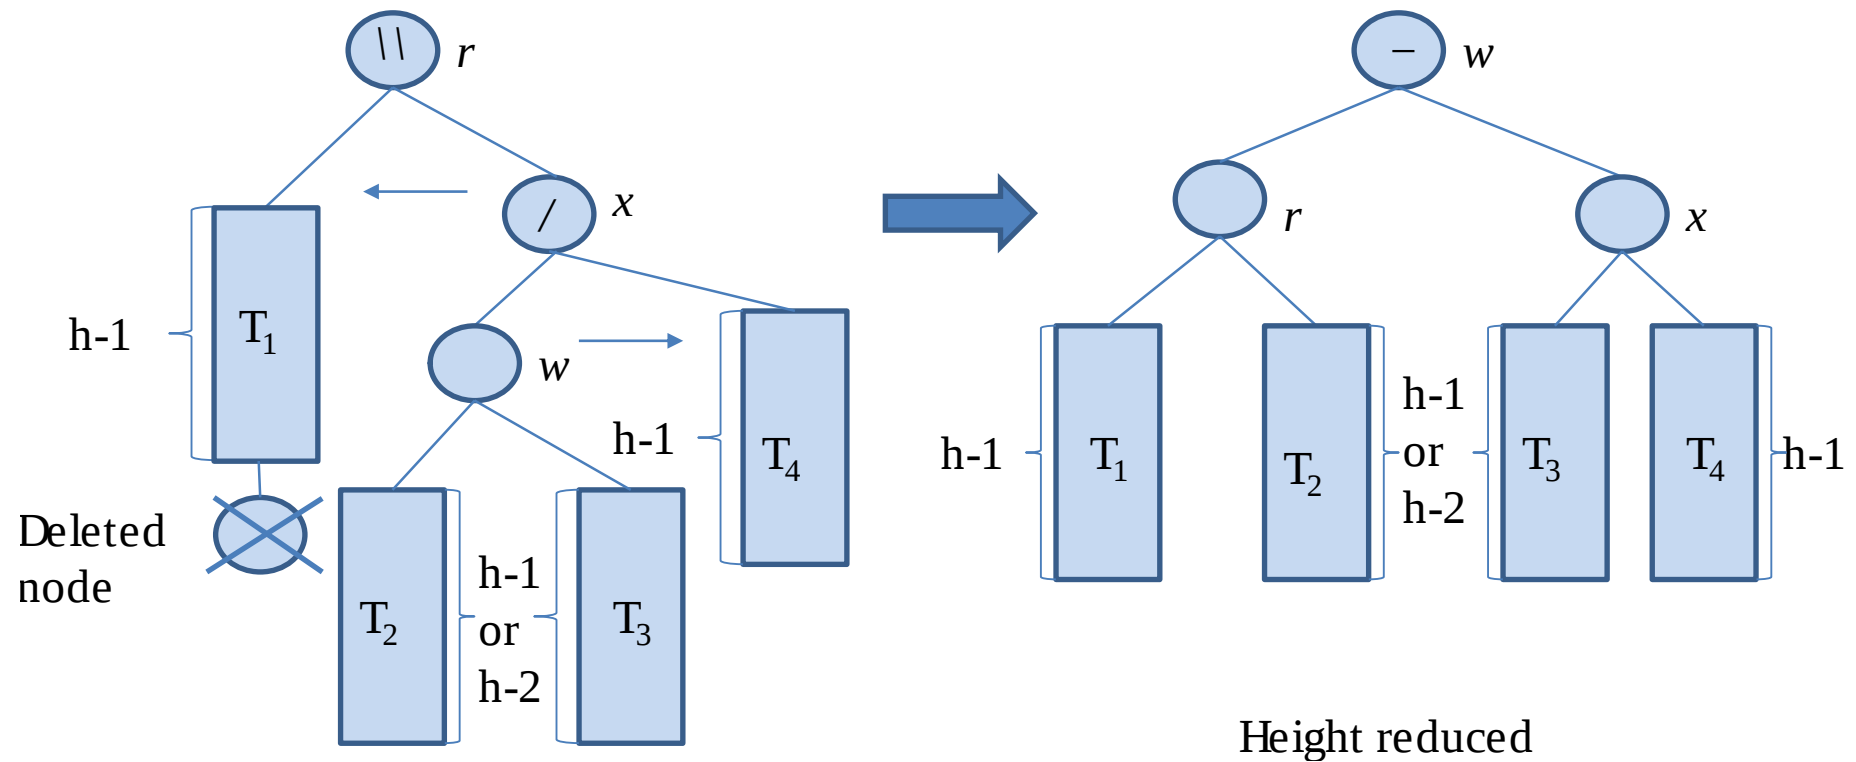 \\ r
– w
/ x
r
x
h-1
T1
w
h-1
T4
Deleted
node
T2
h-1
or
h-2
T3
h-1
T1
T2
h-1
or
h-2
T3
T4
h-1
Height reduced